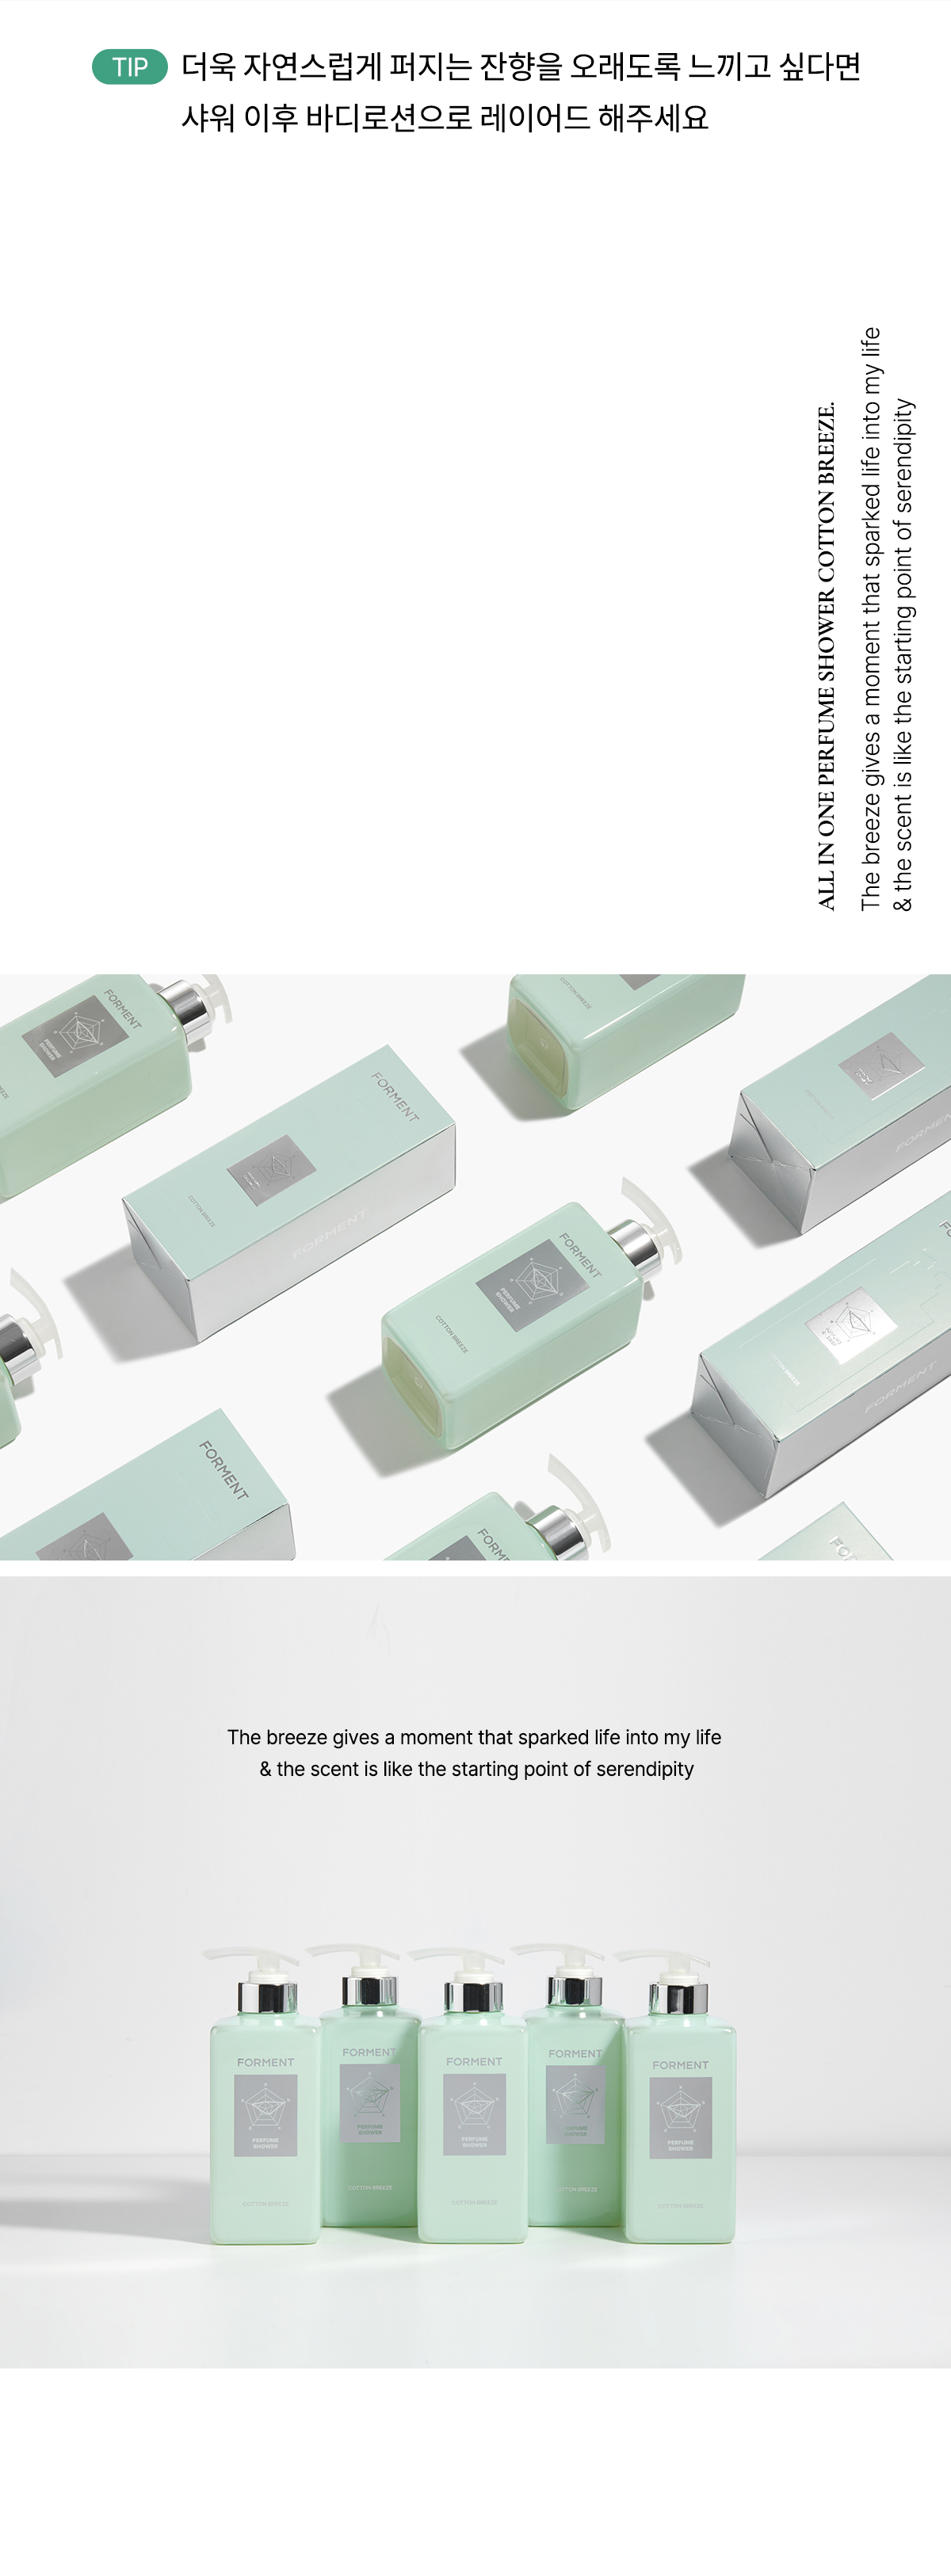 TIP 더욱 자연스럽게 퍼지는 잔향을 오래도록 느끼고 싶다면
샤워 이후 바디로션으로 레이어드 해주세요
ALL IN ONE PERFUME SHOWER COTTON BREEZE.
The breeze gives a moment that sparked life into my life
& the scent is like the starting point of serendipity
FORMENT
PERFUME
SHOWER
FORMENT
COTTON BREEZE
FORMENT
COTTON BREEZE
FORMENT
FORMENT
PERFUME
SHOWER
COTTON BREEZE
COTTON BREEZE
FORMENT
FORMENT
The breeze gives a moment that sparked life into my life
& the scent is like the starting point of serendipity
FORMENT
PERFUME
SHOWER
COTTON BREEZE
FORMENT
PERFUME
SHOWER
COTTON BREEZE
FORMENT
PERFUME
SHOWER
COTTON BREEZE
FORMENT
PERFUME
SHOWER
COTTON BREEZE
FORMENT
PERFUME
SHOWER
COTTON BREEZE